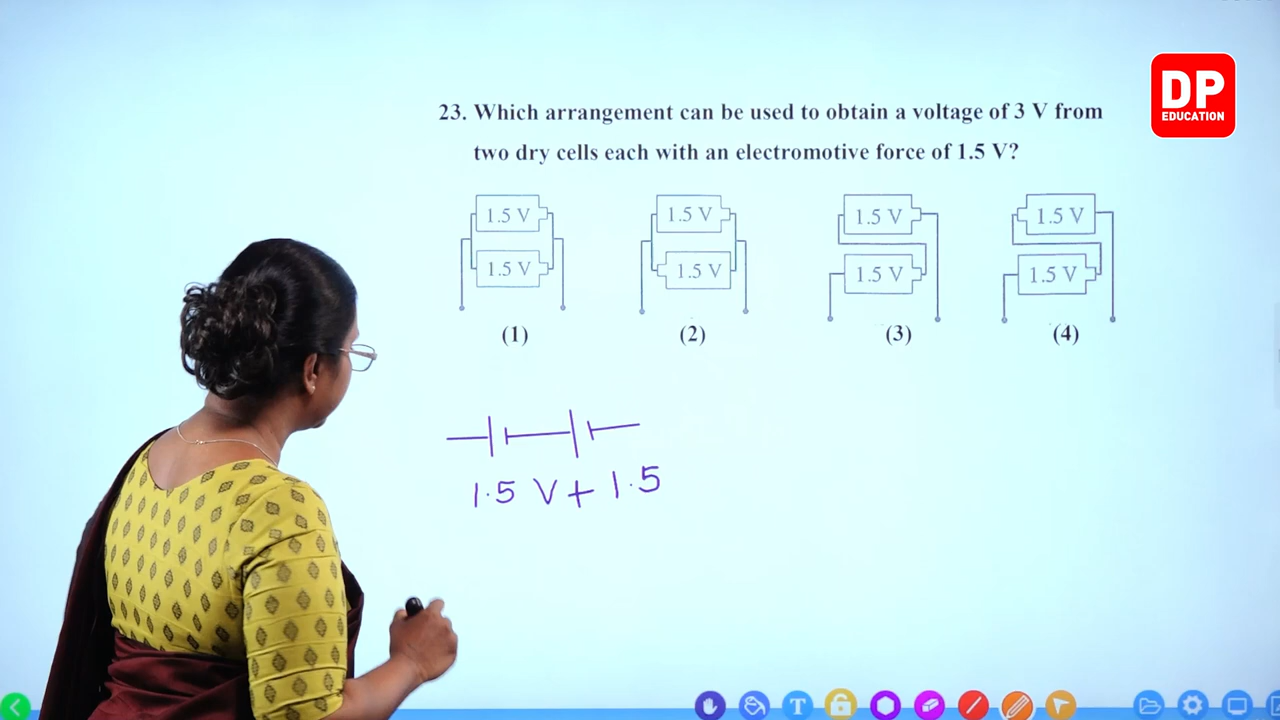 DP
EDUCATION
23. Which arrangement can be used to obtain a voltage of 3 V from
two dry cells each with an electromotive force of 1.5 V?
1.5 V 1.5 V 1.5 V 1.5 V
1.5 V 1.5 V 1.5 V 1.5 V
(1) (2) (3) (4)
1.5 V + 1.5
T